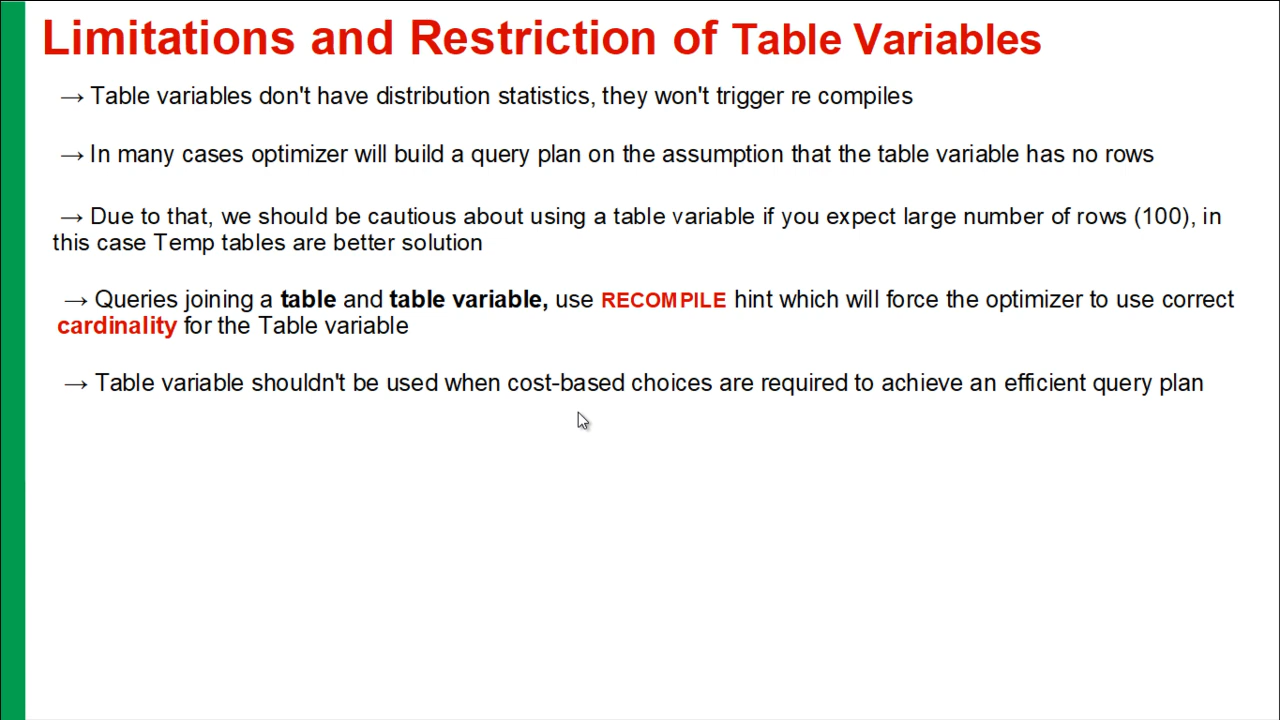 Limitations and Restriction of Table Variables
→ Table variables don't have distribution statistics, they won't trigger re compiles
→ In many cases optimizer will build a query plan on the assumption that the table variable has no rows
→ Due to that, we should be cautious about using a table variable if you expect large number of rows (100), in
this case Temp tables are better solution
→ Queries joining a table and table variable, use RECOMPILE hint which will force the optimizer to use correct
cardinality for the Table variable
→ Table variable shouldn't be used when cost-based choices are required to achieve an efficient query plan